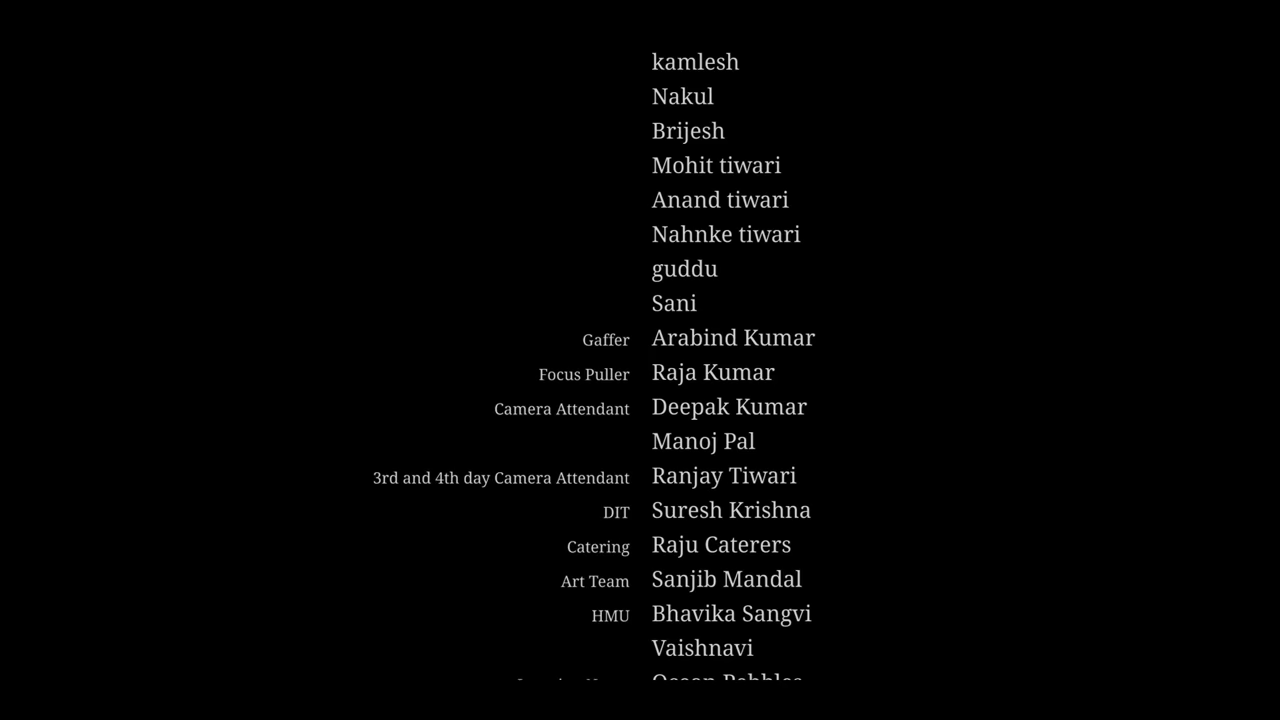 kamlesh
Nakul
Brijesh
Mohit tiwari
Anand tiwari
Nahnke tiwari
guddu
Sani
Gaffer Arabind Kumar
Focus Puller Raja Kumar
Camera Attendant Deepak Kumar
Manoj Pal
3rd and 4th day Camera Attendant Ranjay Tiwari
DIT Suresh Krishna
Catering Raju Caterers
Art Team Sanjib Mandal
HMU Bhavika Sangvi
Vaishnavi
Ocean Pebbles